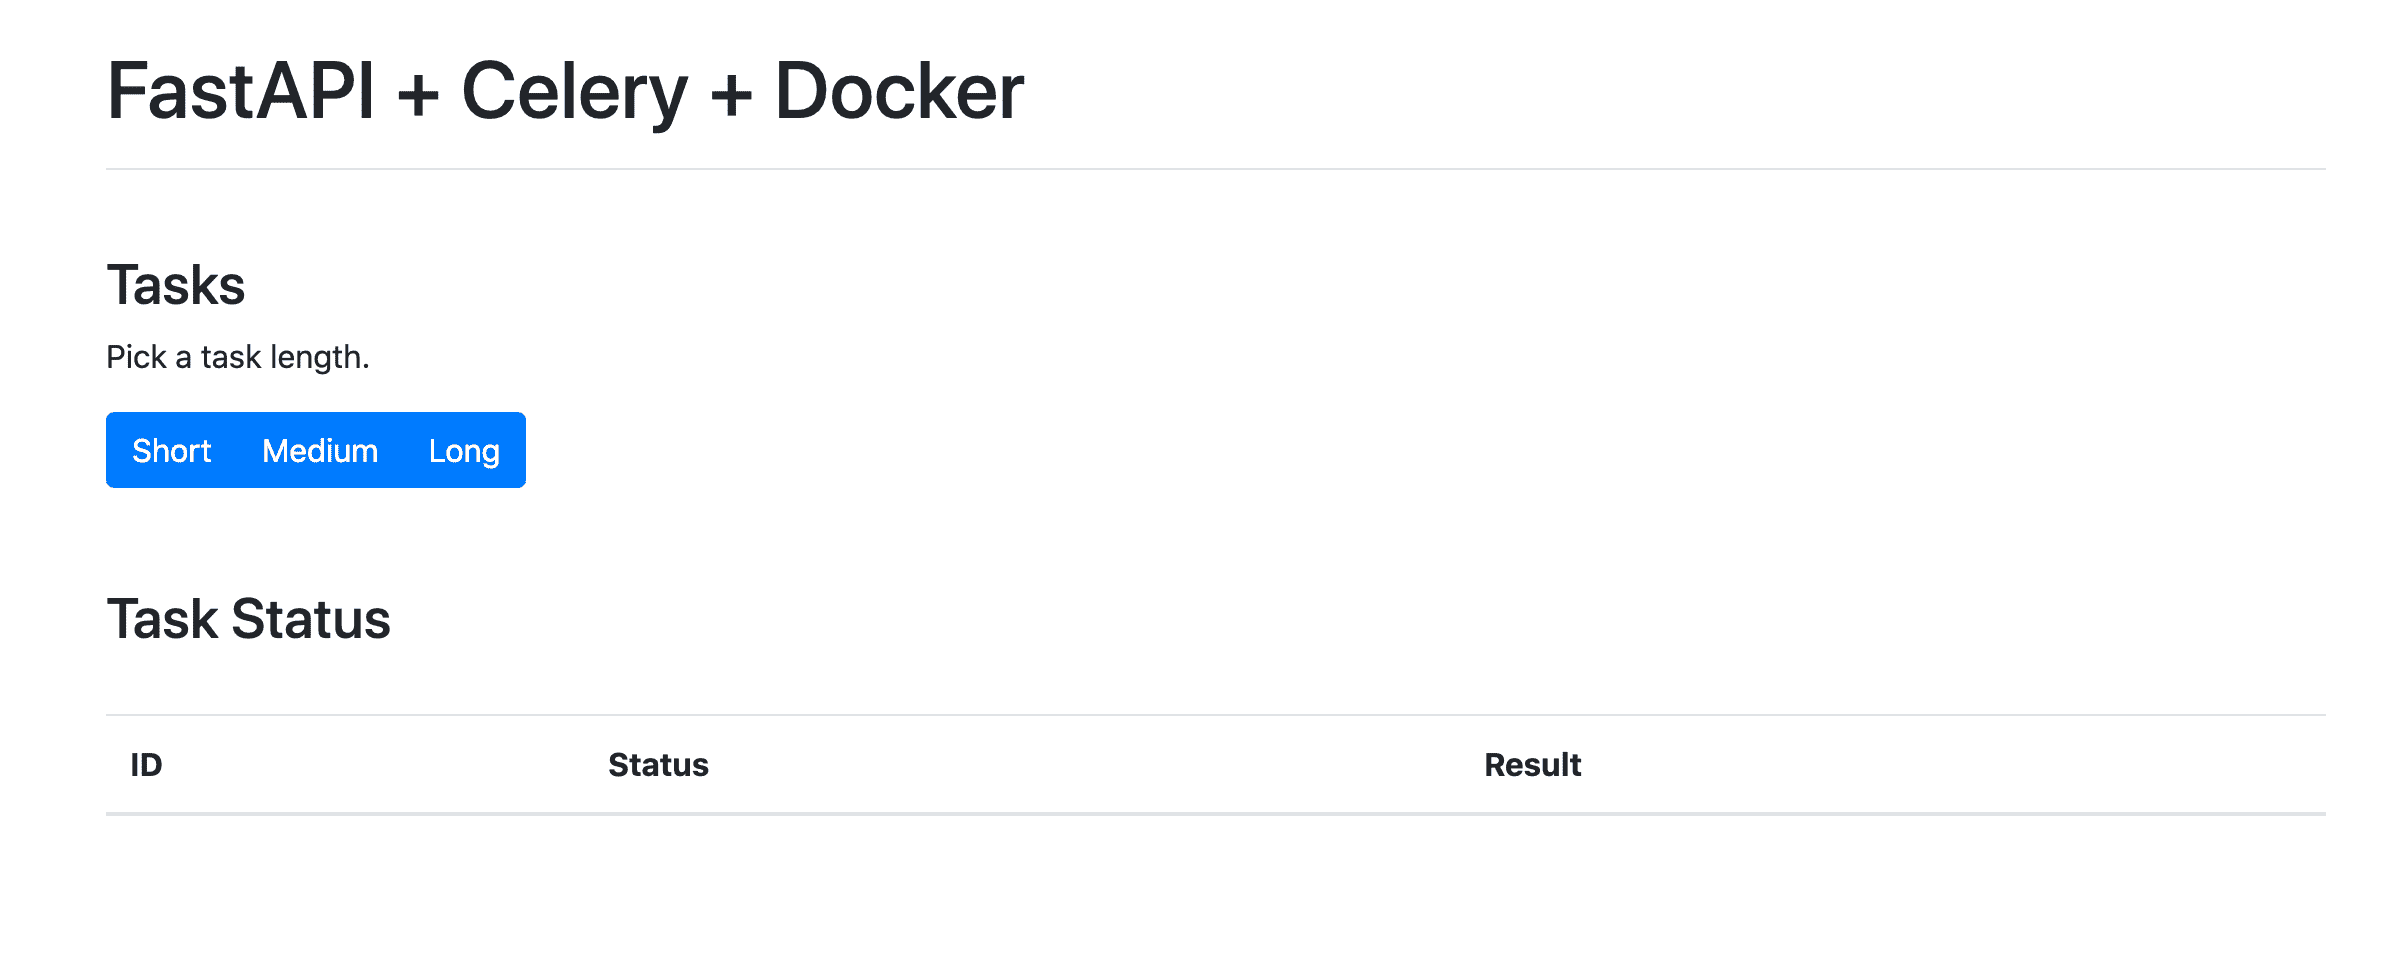 FastAPI + Celery + Docker
Tasks
Pick a task length.
Short Medium Long
Task Status
ID Status Result